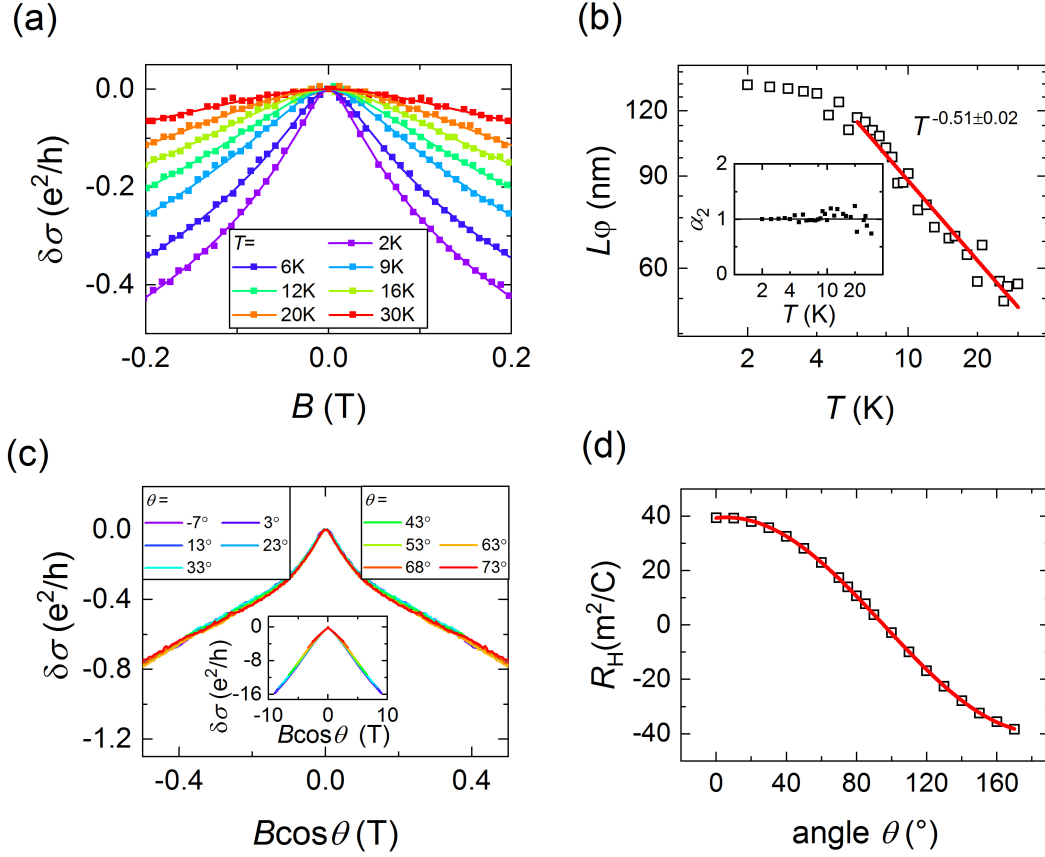 (a)
δσ (e²/h)
0.0
-0.2
-0.4
T=
2K
6K
9K
12K
16K
20K
30K
-0.2
0.0
0.2
B (T)
(b)
Lφ (nm)
120
90
60
T^-0.51±0.02
α₂
2
1
0
2
4
10
20
T (K)
2
4
10
20
T (K)
(c)
δσ (e²/h)
0.0
-0.4
-0.8
-1.2
θ =
-7°
3°
13°
23°
33°
θ =
43°
53°
63°
68°
73°
δσ (e²/h)
0
-8
-16
-10
0
10
Bcosθ (T)
-0.4
0.0
0.4
Bcosθ (T)
(d)
R_H(m²/C)
40
20
0
-20
-40
0
40
80
120
160
angle θ (°)